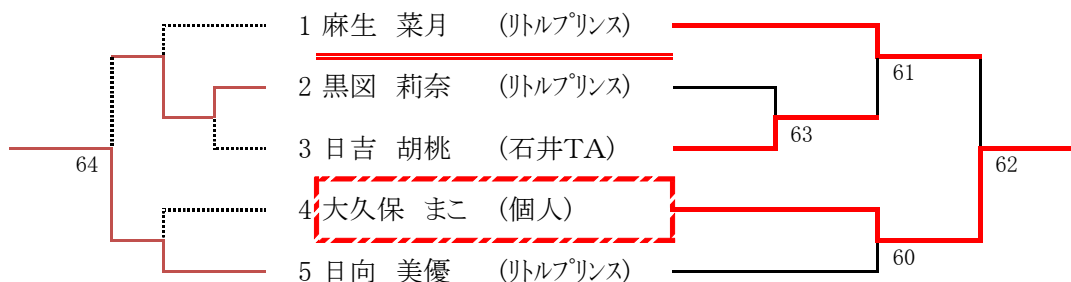 1 麻生 菜月 (リトルプリンス)
61
2 黒図 莉奈 (リトルプリンス)
63
3 日吉 胡桃 (石井TA)
64
62
4 大久保 まこ (個人)
60
5 日向 美優 (リトルプリンス)